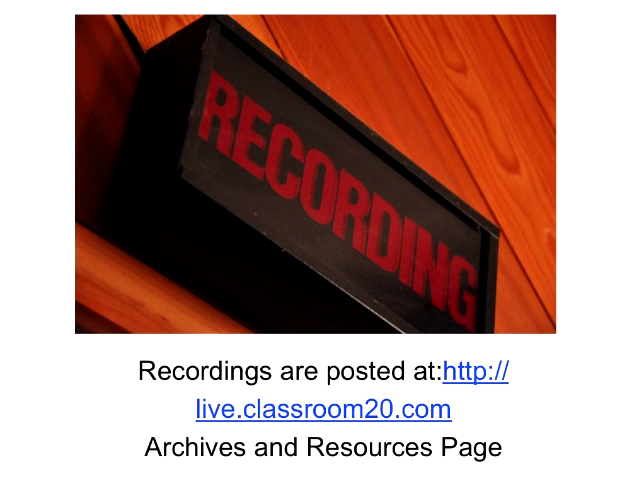 RECORDING
Recordings are posted at:http://
live.classroom20.com
Archives and Resources Page